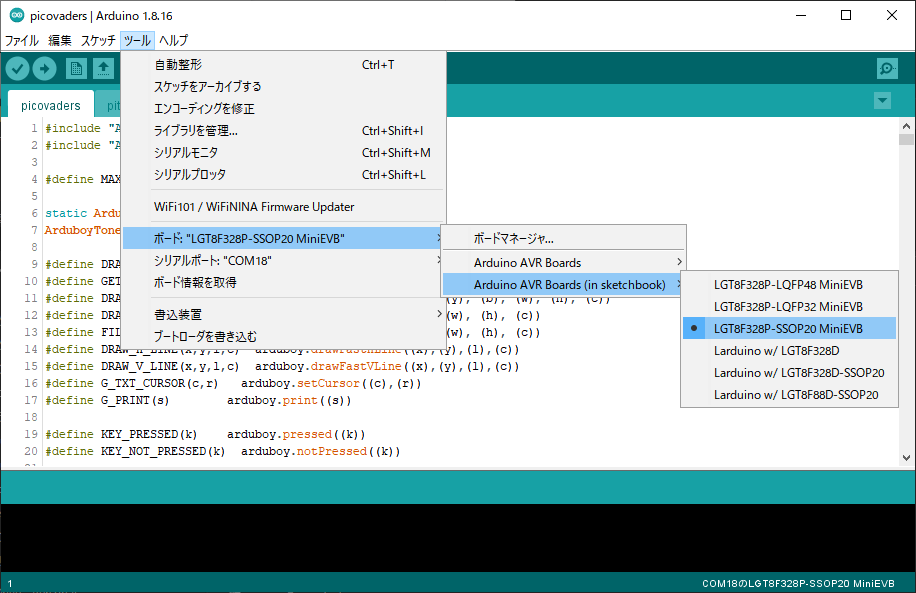 picovaders | Arduino 1.8.16
ファイル 編集 スケッチ ツール ヘルプ
picovaders
自動整形 Ctrl+T
スケッチをアーカイブする
エンコーディングを修正
ライブラリを管理... Ctrl+Shift+I
シリアルモニタ Ctrl+Shift+M
シリアルプロッタ Ctrl+Shift+L
WiFi101 / WiFiNINA Firmware Updater
ボード: "LGT8F328P-SSOP20 MiniEVB"
シリアルポート: "COM18"
ボード情報を取得
書込装置
ブートローダを書き込む
ボードマネージャ...
Arduino AVR Boards
Arduino AVR Boards (in sketchbook)
LGT8F328P-LQFP48 MiniEVB
LGT8F328P-LQFP32 MiniEVB
LGT8F328P-SSOP20 MiniEVB
Larduino w/ LGT8F328D
Larduino w/ LGT8F328D-SSOP20
Larduino w/ LGT8F88D-SSOP20
1 #include "A
2 #include "A
3
4 #define MAX
5
6 static Ardu
7 ArduboyTone
8
9 #define DRA
10 #define GET
11 #define DRA (y), (b), (w), (h), (c))
12 #define DRA (w), (h), (c))
13 #define FIL (w), (h), (c))
14 #define DRAW_H_LINE(x,y,l,c) arduboy.drawFastHLine((x),(y),(l),(c))
15 #define DRAW_V_LINE(x,y,l,c) arduboy.drawFastVLine((x),(y),(l),(c))
16 #define G_TXT_CURSOR(c,r) arduboy.setCursor((c),(r))
17 #define G_PRINT(s) arduboy.print((s))
18
19 #define KEY_PRESSED(k) arduboy.pressed((k))
20 #define KEY_NOT_PRESSED(k) arduboy.notPressed((k))
1 COM18のLGT8F328P-SSOP20 MiniEVB